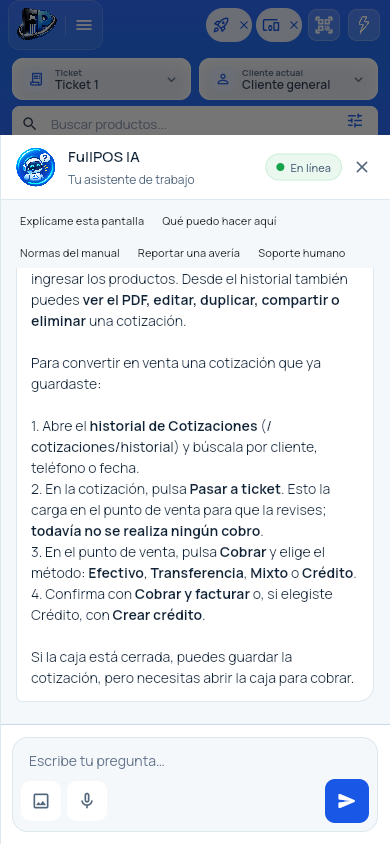 Ticket
Ticket 1
Cliente actual
Cliente general
Buscar productos...
FullPOS IA
Tu asistente de trabajo
En línea
Explícame esta pantalla
Qué puedo hacer aquí
Normas del manual
Reportar una avería
Soporte humano
ingresar los productos. Desde el historial también
puedes ver el PDF, editar, duplicar, compartir o
eliminar una cotización.
Para convertir en venta una cotización que ya
guardaste:
1. Abre el historial de Cotizaciones (/
cotizaciones/historial) y búscala por cliente,
teléfono o fecha.
2. En la cotización, pulsa Pasar a ticket. Esto la
carga en el punto de venta para que la revises;
todavía no se realiza ningún cobro.
3. En el punto de venta, pulsa Cobrar y elige el
método: Efectivo, Transferencia, Mixto o Crédito.
4. Confirma con Cobrar y facturar o, si elegiste
Crédito, con Crear crédito.
Si la caja está cerrada, puedes guardar la
cotización, pero necesitas abrir la caja para cobrar.
Escribe tu pregunta...